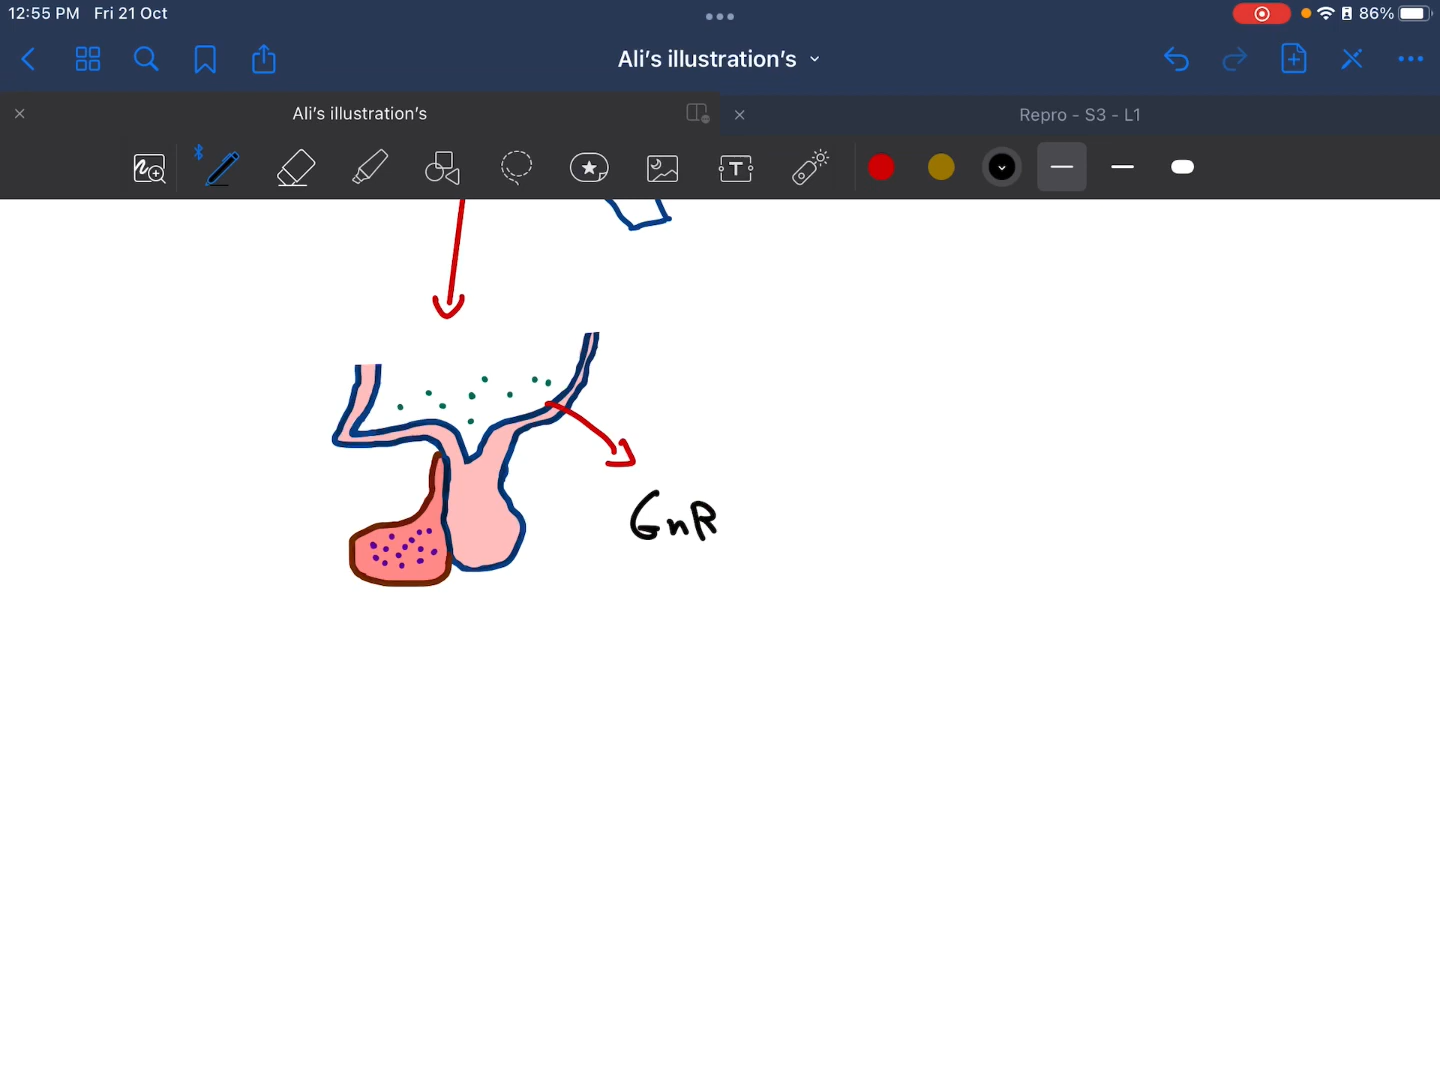 12:55 PM Fri 21 Oct
86%
Ali's illustration's
Ali's illustration's
Repro - S3 - L1
T
GnR